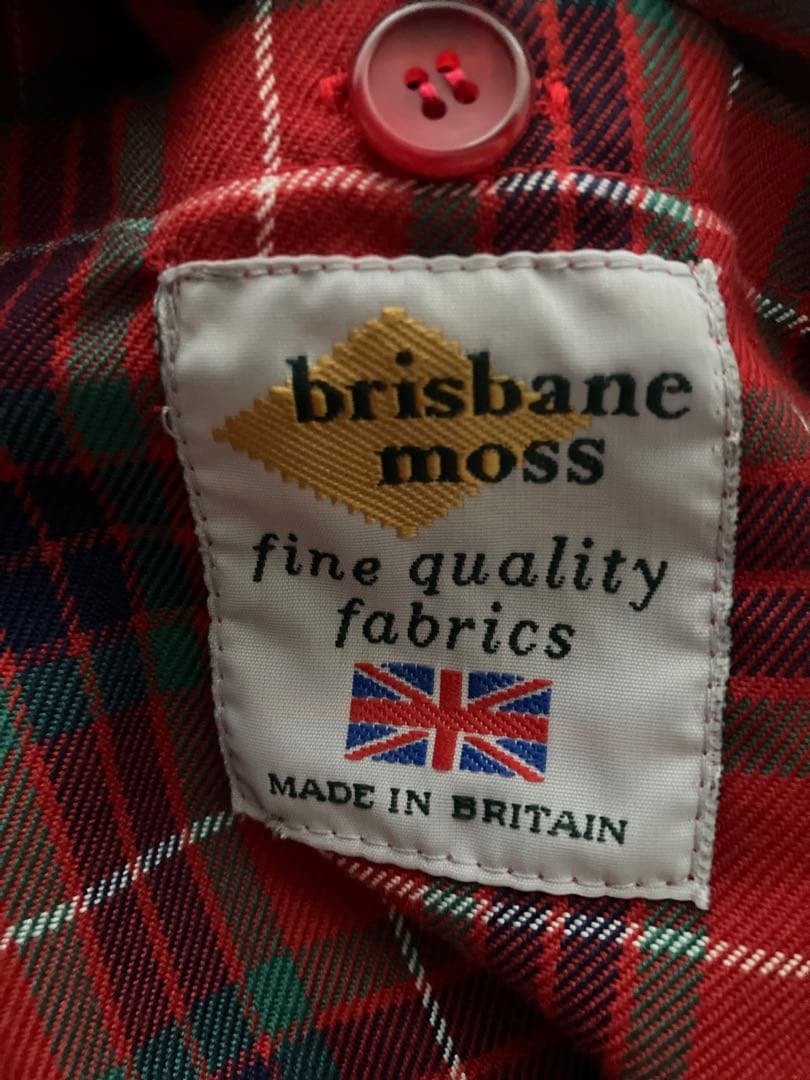 brisbane
moss
fine quality
fabrics
MADE IN BRITAIN